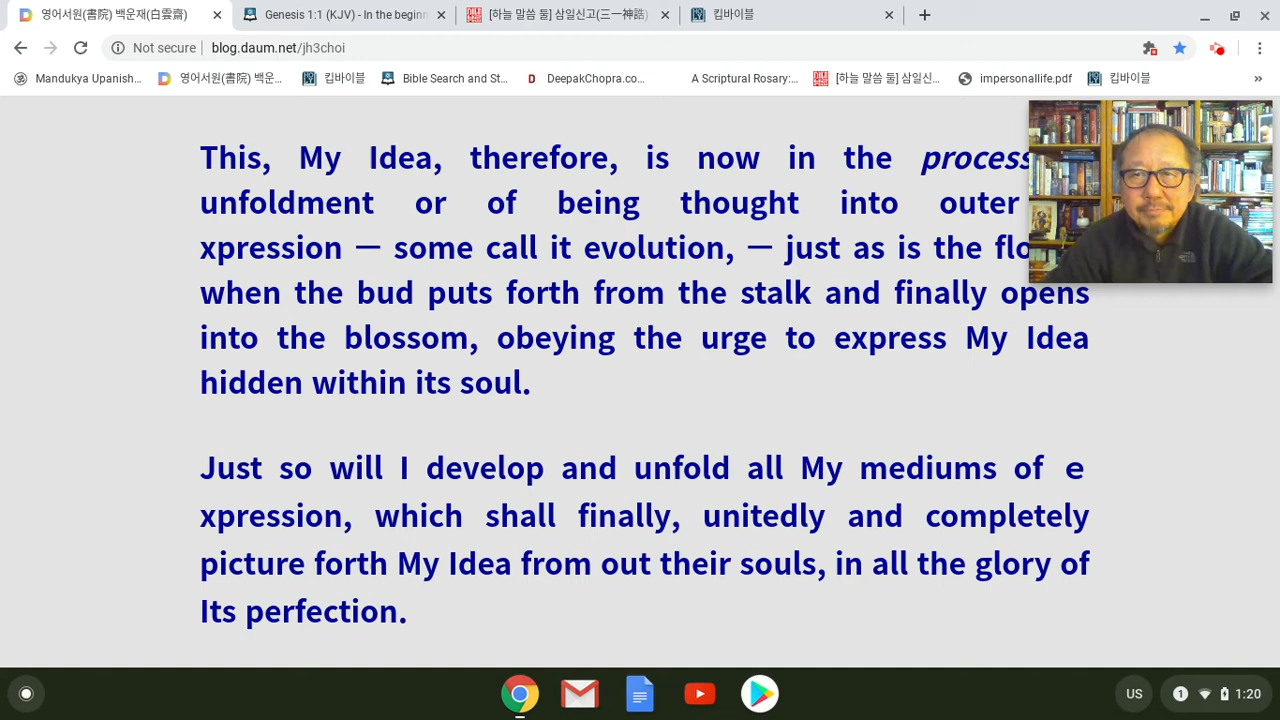 영어서원(書院) 백운재(白雲齋)
Genesis 1:1 (KJV) - In the beginn
[하늘 말씀 둘] 삼일신고(三一神誥)
킵바이블
Not secure
blog.daum.net/jh3choi
Mandukya Upanish...
영어서원(書院) 백운...
킵바이블
Bible Search and St...
DeepakChopra.co...
A Scriptural Rosary:...
[하늘 말씀 둘] 삼일신...
impersonallife.pdf
킵바이블
»
This, My Idea, therefore, is now in the process
unfoldment or of being thought into outer
xpression — some call it evolution, — just as is the flo
when the bud puts forth from the stalk and finally opens
into the blossom, obeying the urge to express My Idea
hidden within its soul.
Just so will I develop and unfold all My mediums of e
xpression, which shall finally, unitedly and completely
picture forth My Idea from out their souls, in all the glory of
Its perfection.
US
1
1:20